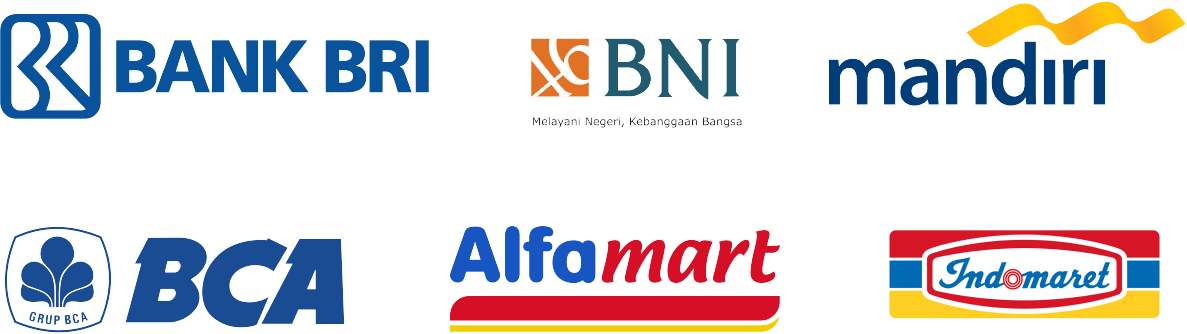 BANK BRI
BNI
Melayani Negeri, Kebanggaan Bangsa
mandiri
GRUP BCA
BCA
Alfamart
Indomaret